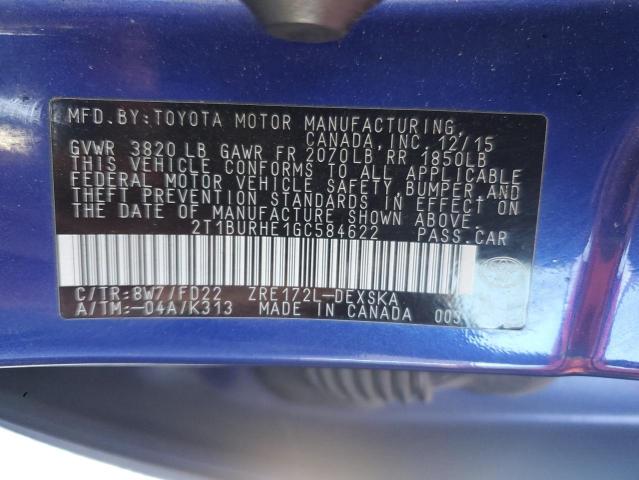 MFD. BY: TOYOTA MOTOR MANUFACTURING,
CANADA, INC. 12/15
GVWR 3820 LB GAWR FR 2070LB RR 1850LB
THIS VEHICLE CONFORMS TO ALL APPLICABLE
FEDERAL MOTOR VEHICLE SAFETY, BUMPER AND
THEFT PREVENTION STANDARDS IN EFFECT ON
THE DATE OF MANUFACTURE SHOWN ABOVE.
2T1BURHE1GC584622 PASS.CAR
C/TR: 8W7/FD22 ZRE172L-DEXSKA
A/TM: -04A/K313 MADE IN CANADA